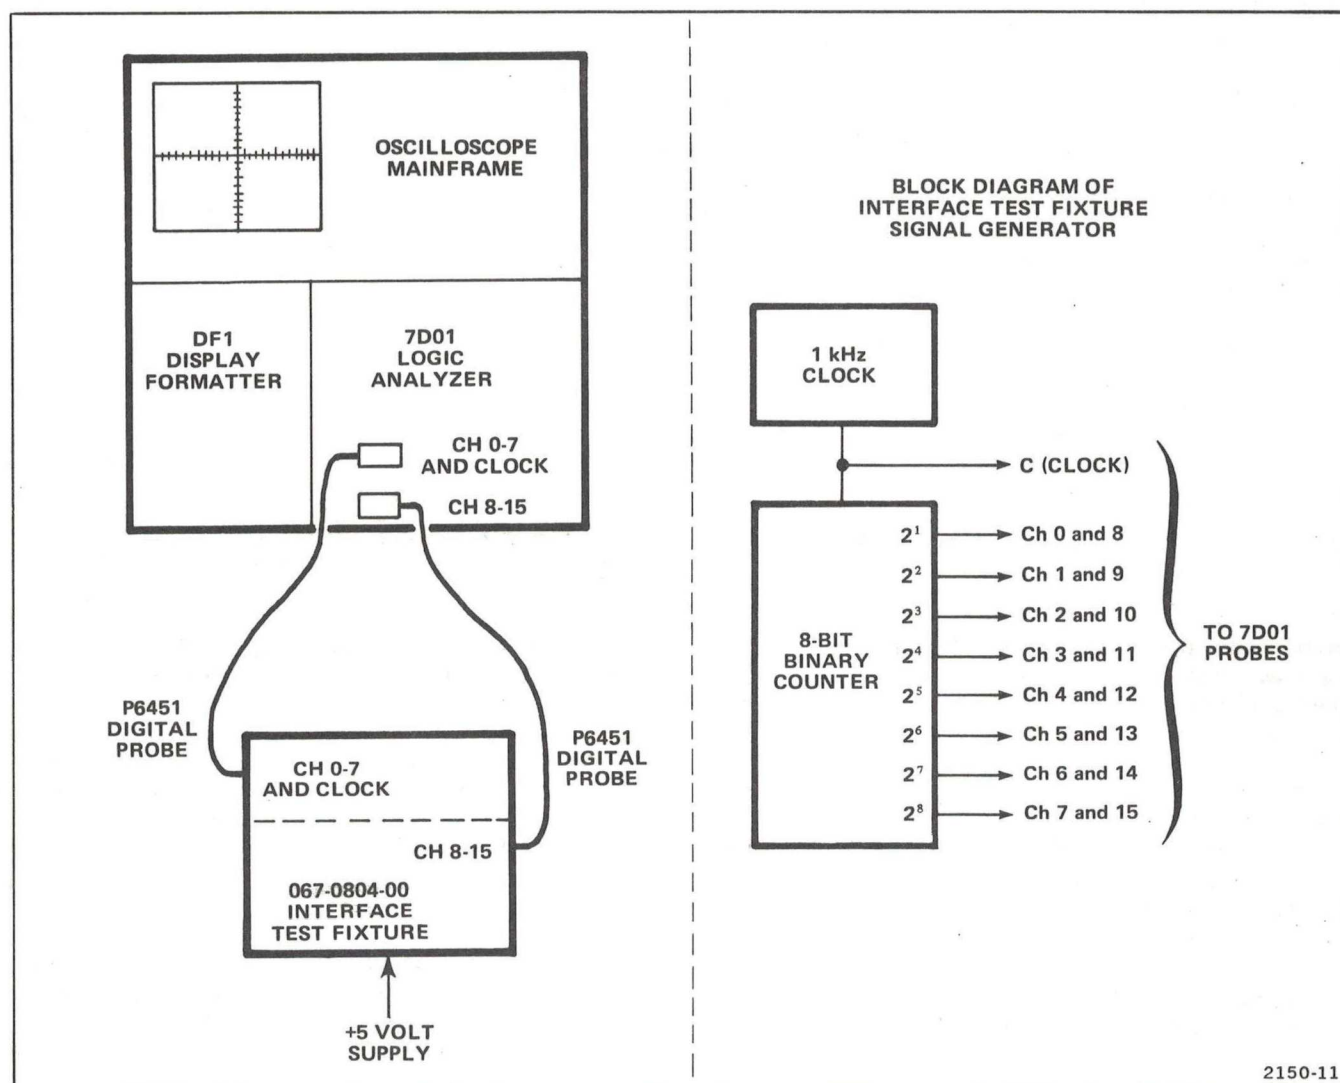 OSCILLOSCOPE
MAINFRAME
DF1
DISPLAY
FORMATTER
7D01
LOGIC
ANALYZER
CH 0-7
AND CLOCK
CH 8-15
P6451
DIGITAL
PROBE
P6451
DIGITAL
PROBE
CH 0-7
AND CLOCK
CH 8-15
067-0804-00
INTERFACE
TEST FIXTURE
+5 VOLT
SUPPLY
BLOCK DIAGRAM OF
INTERFACE TEST FIXTURE
SIGNAL GENERATOR
1 kHz
CLOCK
C (CLOCK)
8-BIT
BINARY
COUNTER
2¹ Ch 0 and 8
2² Ch 1 and 9
2³ Ch 2 and 10
2⁴ Ch 3 and 11
2⁵ Ch 4 and 12
2⁶ Ch 5 and 13
2⁷ Ch 6 and 14
2⁸ Ch 7 and 15
TO 7D01
PROBES
2150-11